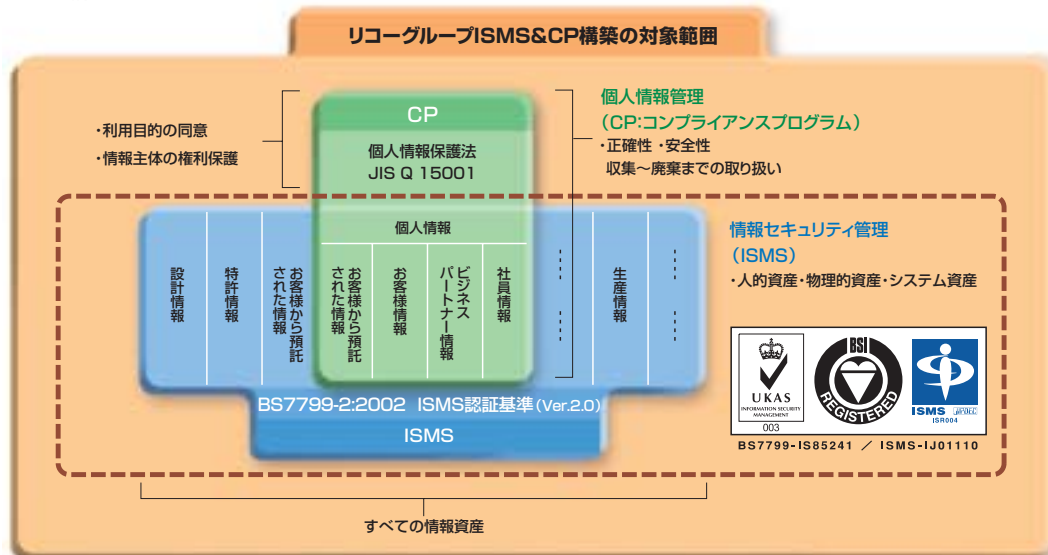 リコーグループISMS&CP構築の対象範囲
・利用目的の同意
・情報主体の権利保護
CP
個人情報保護法
JIS Q 15001
個人情報管理
(CP:コンプライアンスプログラム)
・正確性 ・安全性
収集〜廃棄までの取り扱い
個人情報
設計情報
特許情報
お客様から預託
された情報
お客様から預託
された情報
お客様情報
ビジネス
パートナー情報
社員情報
生産情報
情報セキュリティ管理
(ISMS)
・人的資産・物理的資産・システム資産
BS7799-2:2002 ISMS認証基準(Ver.2.0)
ISMS
UKAS
INFORMATION SECURITY
MANAGEMENT
003
BSI
REGISTERED
ISMS JIPDEC
ISR004
BS7799-IS85241 / ISMS-IJ01110
すべての情報資産